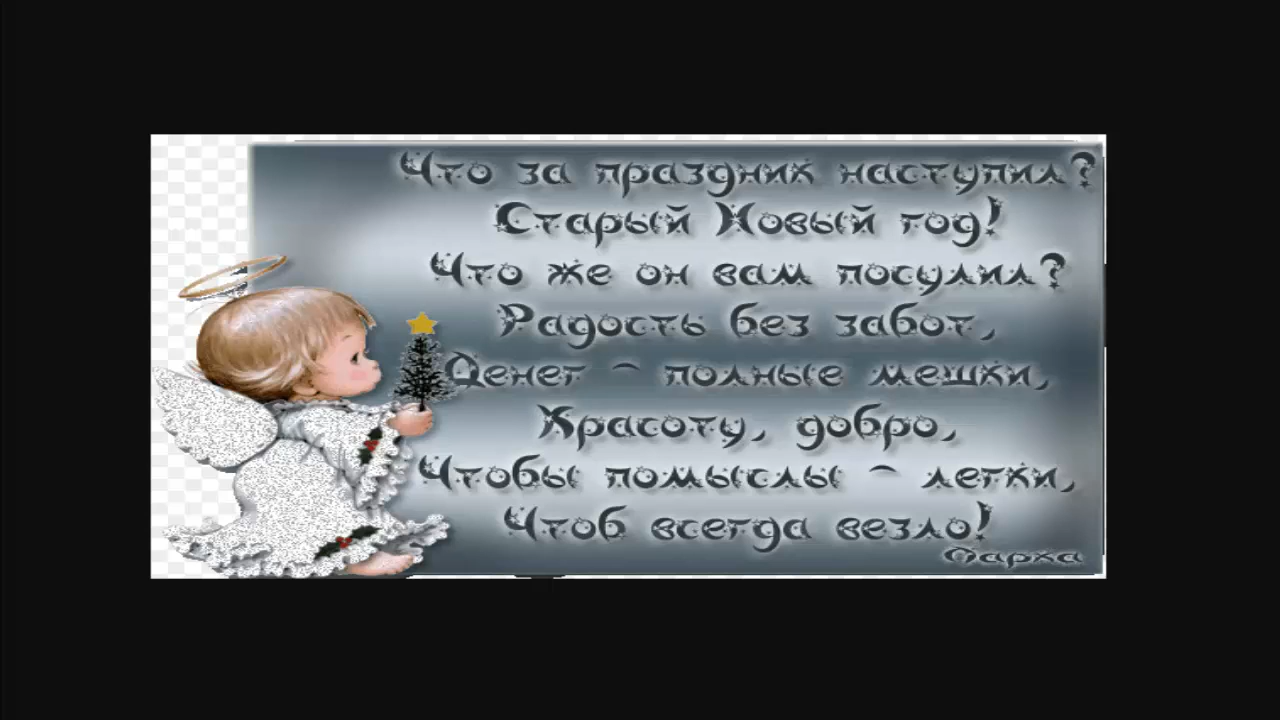 Что за праздник наступил?
Старый Новый год!
Что же он вам посулил?
Радость без забот,
Денег - полные мешки,
Красоту, добро,
Чтобы помыслы - легки,
Чтоб всегда везло!